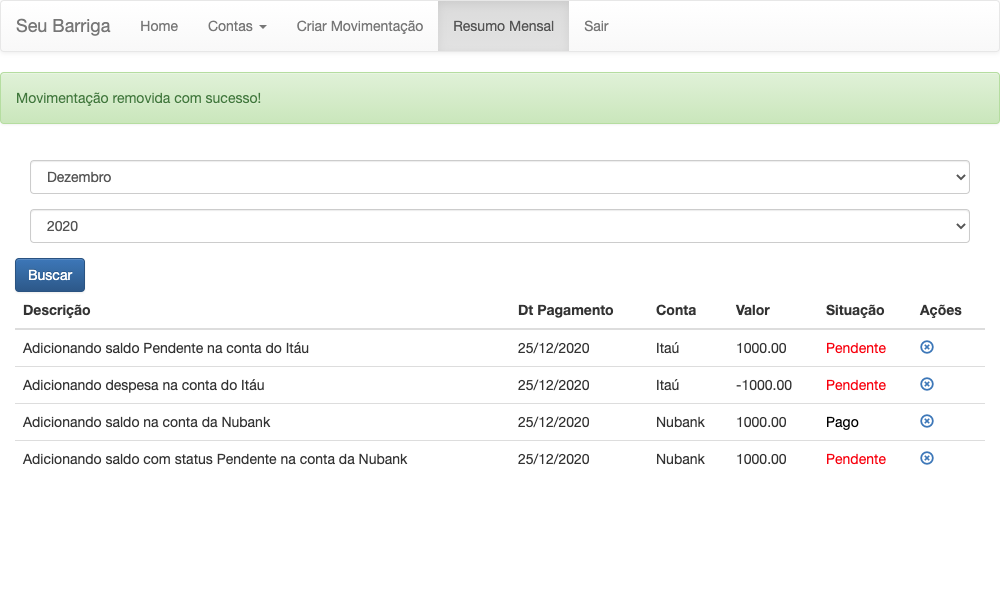 Seu Barriga Home Contas Criar Movimentação Resumo Mensal Sair
Movimentação removida com sucesso!
Dezembro
2020
Buscar
Descrição Dt Pagamento Conta Valor Situação Ações
Adicionando saldo Pendente na conta do Itáu 25/12/2020 Itaú 1000.00 Pendente
Adicionando despesa na conta do Itáu 25/12/2020 Itaú -1000.00 Pendente
Adicionando saldo na conta da Nubank 25/12/2020 Nubank 1000.00 Pago
Adicionando saldo com status Pendente na conta da Nubank 25/12/2020 Nubank 1000.00 Pendente